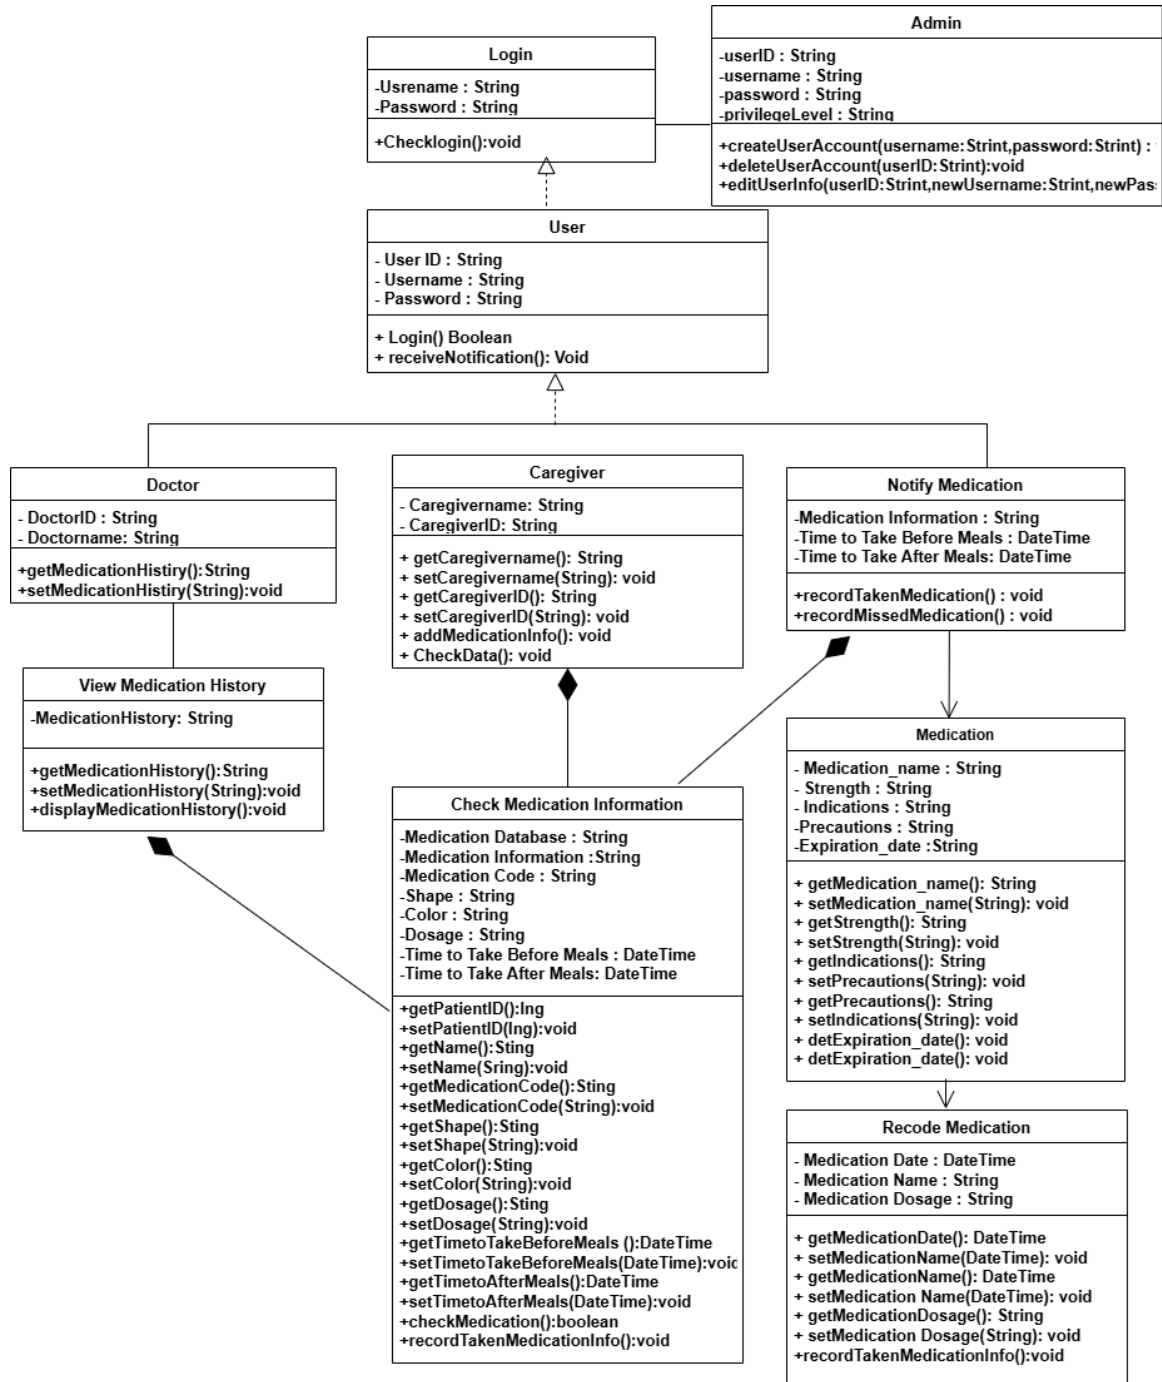 Login
-Usrename : String
-Password : String
+Checklogin():void
Admin
-userID : String
-username : String
-password : String
-privilegeLevel : String
+createUserAccount(username:Strint,password:Strint) :
+deleteUserAccount(userID:Strint):void
+editUserInfo(userID:Strint,newUsername:Strint,newPas
User
- User ID : String
- Username : String
- Password : String
+ Login() Boolean
+ receiveNotification(): Void
Doctor
- DoctorID : String
- Doctorname: String
+getMedicationHistiry():String
+setMedicationHistiry(String):void
Caregiver
- Caregivername: String
- CaregiverID: String
+ getCaregivername(): String
+ setCaregivername(String): void
+ getCaregiverID(): String
+ setCaregiverID(String): void
+ addMedicationInfo(): void
+ CheckData(): void
Notify Medication
-Medication Information : String
-Time to Take Before Meals : DateTime
-Time to Take After Meals: DateTime
+recordTakenMedication() : void
+recordMissedMedication() : void
View Medication History
-MedicationHistory: String
+getMedicationHistory():String
+setMedicationHistory(String):void
+displayMedicationHistory():void
Check Medication Information
-Medication Database : String
-Medication Information :String
-Medication Code : String
-Shape : String
-Color : String
-Dosage : String
-Time to Take Before Meals : DateTime
-Time to Take After Meals: DateTime
+getPatientID():Ing
+setPatientID(Ing):void
+getName():Sting
+setName(Sring):void
+getMedicationCode():Sting
+setMedicationCode(String):void
+getShape():Sting
+setShape(String):void
+getColor():Sting
+setColor(String):void
+getDosage():Sting
+setDosage(String):void
+getTimetoTakeBeforeMeals ():DateTime
+setTimetoTakeBeforeMeals(DateTime):void
+getTimetoAfterMeals():DateTime
+setTimetoAfterMeals(DateTime):void
+checkMedication():boolean
+recordTakenMedicationInfo():void
Medication
- Medication_name : String
- Strength : String
- Indications : String
-Precautions : String
-Expiration_date :String
+ getMedication_name(): String
+ setMedication_name(String): void
+ getStrength(): String
+ setStrength(String): void
+ getIndications(): String
+ setPrecautions(String): void
+ getPrecautions(): String
+ setIndications(String): void
+ detExpiration_date(): void
+ detExpiration_date(): void
Recode Medication
- Medication Date : DateTime
- Medication Name : String
- Medication Dosage : String
+ getMedicationDate(): DateTime
+ setMedicationName(DateTime): void
+ getMedicationName(): DateTime
+ setMedication Name(DateTime): void
+ getMedicationDosage(): String
+ setMedication Dosage(String): void
+recordTakenMedicationInfo():void